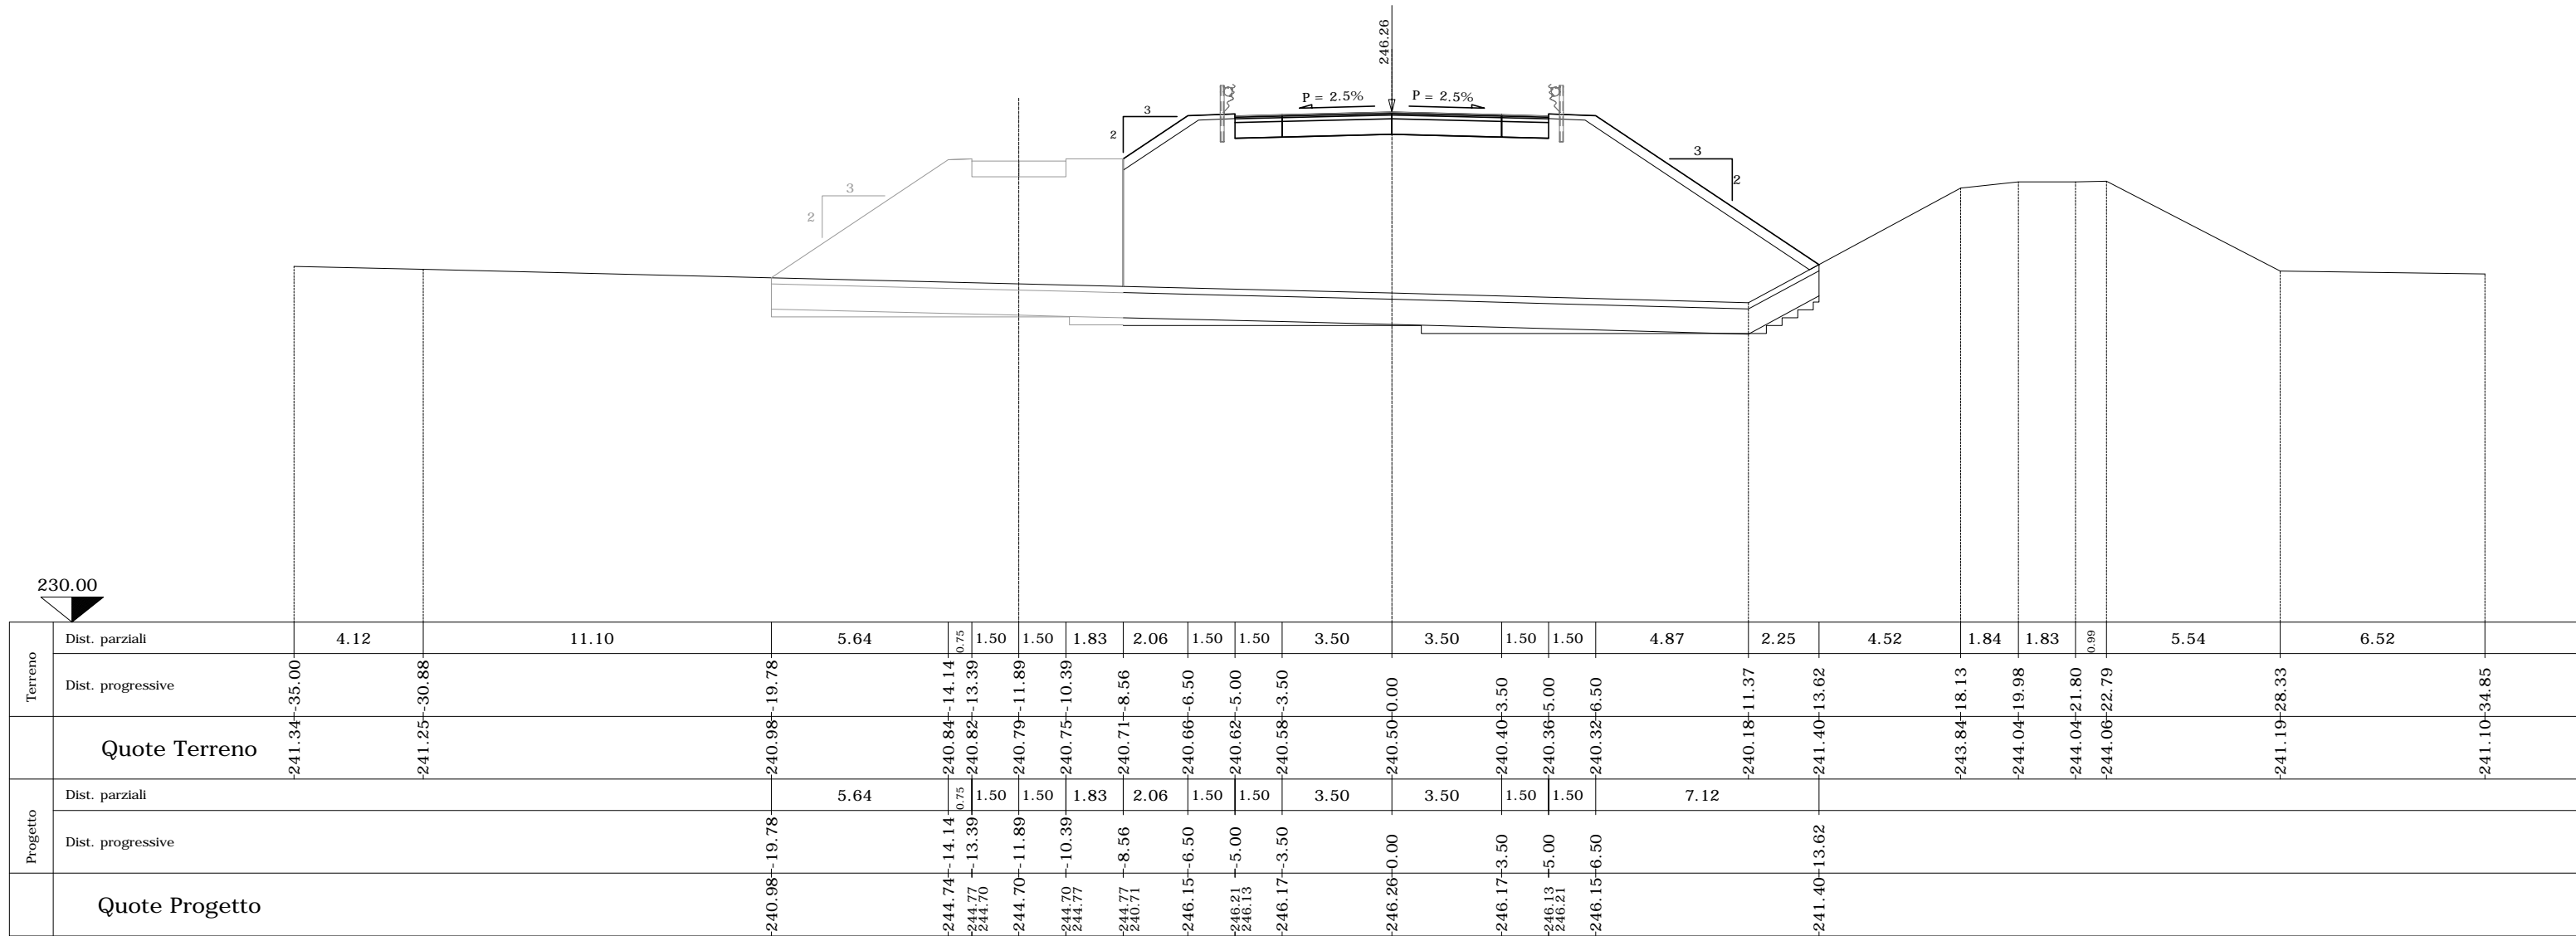 246.26
P = 2.5%
P = 2.5%
3
2
3
2
3
2
230.00
Terreno
Dist. parziali
4.12 11.10 5.64 0.75 1.50 1.50 1.83 2.06 1.50 1.50 3.50 3.50 1.50 1.50 4.87 2.25 4.52 1.84 1.83 0.99 5.54 6.52
Dist. progressive
-35.00 -30.88 -19.78 -14.14 -13.39 -11.89 -10.39 -8.56 -6.50 -5.00 -3.50 0.00 3.50 5.00 6.50 11.37 13.62 18.13 19.98 21.80 22.79 28.33 34.85
Quote Terreno
241.34 241.25 240.98 240.84 240.82 240.79 240.75 240.71 240.66 240.62 240.58 240.50 240.40 240.36 240.32 240.18 241.40 243.84 244.04 244.04 244.06 241.19 241.10
Progetto
Dist. parziali
5.64 0.75 1.50 1.50 1.83 2.06 1.50 1.50 3.50 3.50 1.50 1.50 7.12
Dist. progressive
-19.78 -14.14 -13.39 -11.89 -10.39 -8.56 -6.50 -5.00 -3.50 0.00 3.50 5.00 6.50 13.62
Quote Progetto
240.98 244.74 244.77 244.70 244.70 244.70 244.77 244.77 240.71 246.15 246.21 246.13 246.17 246.26 246.17 246.13 246.21 246.15 241.40